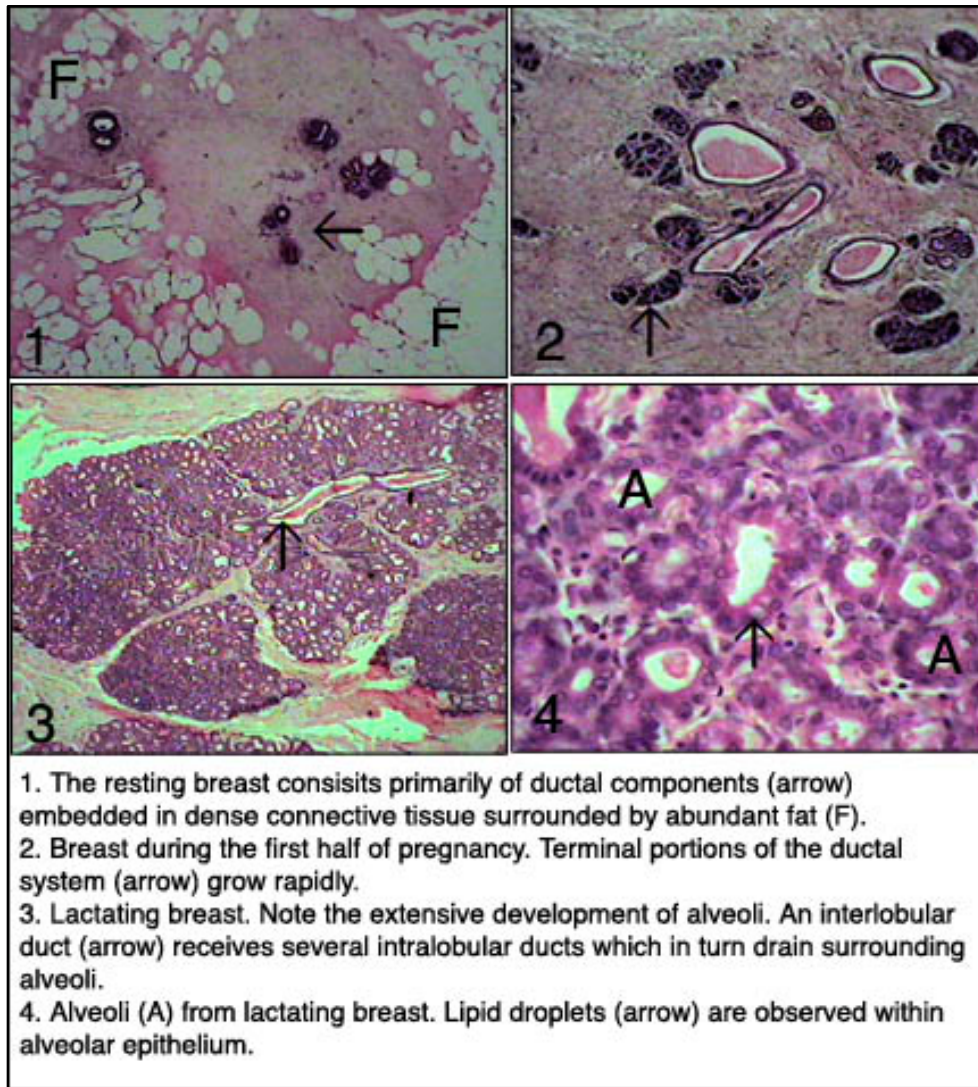 F
F
1
2
3
A
A
4
1. The resting breast consisits primarily of ductal components (arrow)
embedded in dense connective tissue surrounded by abundant fat (F).
2. Breast during the first half of pregnancy. Terminal portions of the ductal
system (arrow) grow rapidly.
3. Lactating breast. Note the extensive development of alveoli. An interlobular
duct (arrow) receives several intralobular ducts which in turn drain surrounding
alveoli.
4. Alveoli (A) from lactating breast. Lipid droplets (arrow) are observed within
alveolar epithelium.